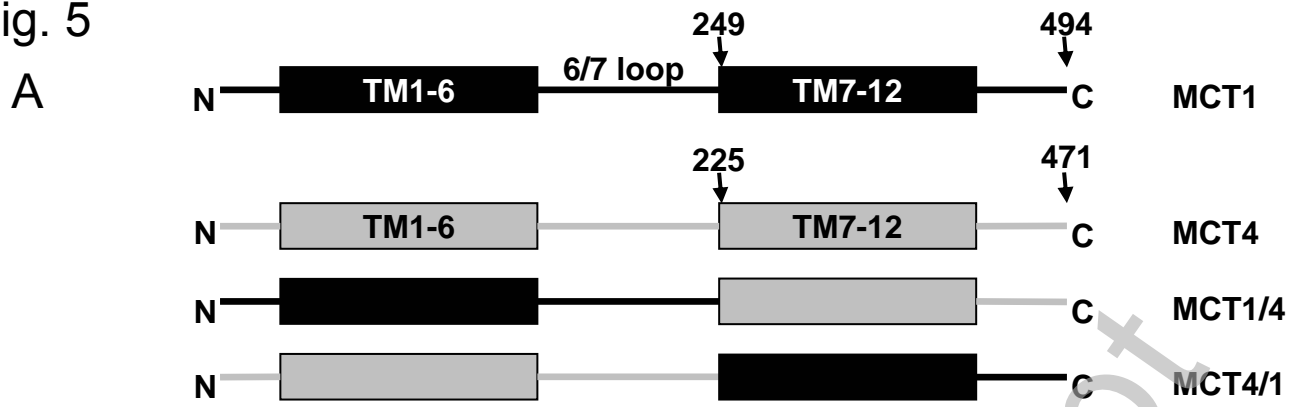 ig. 5
A
249 494
6/7 loop
N TM1-6 TM7-12 C MCT1
225 471
N TM1-6 TM7-12 C MCT4
N C MCT1/4
N C MCT4/1